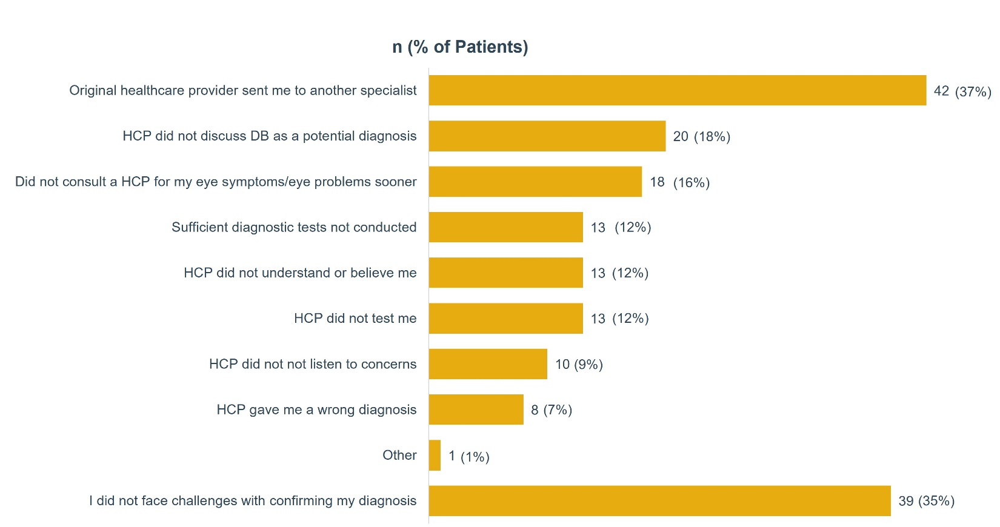 n (% of Patients)
Original healthcare provider sent me to another specialist 42 (37%)
HCP did not discuss DB as a potential diagnosis 20 (18%)
Did not consult a HCP for my eye symptoms/eye problems sooner 18 (16%)
Sufficient diagnostic tests not conducted 13 (12%)
HCP did not understand or believe me 13 (12%)
HCP did not test me 13 (12%)
HCP did not not listen to concerns 10 (9%)
HCP gave me a wrong diagnosis 8 (7%)
Other 1 (1%)
I did not face challenges with confirming my diagnosis 39 (35%)